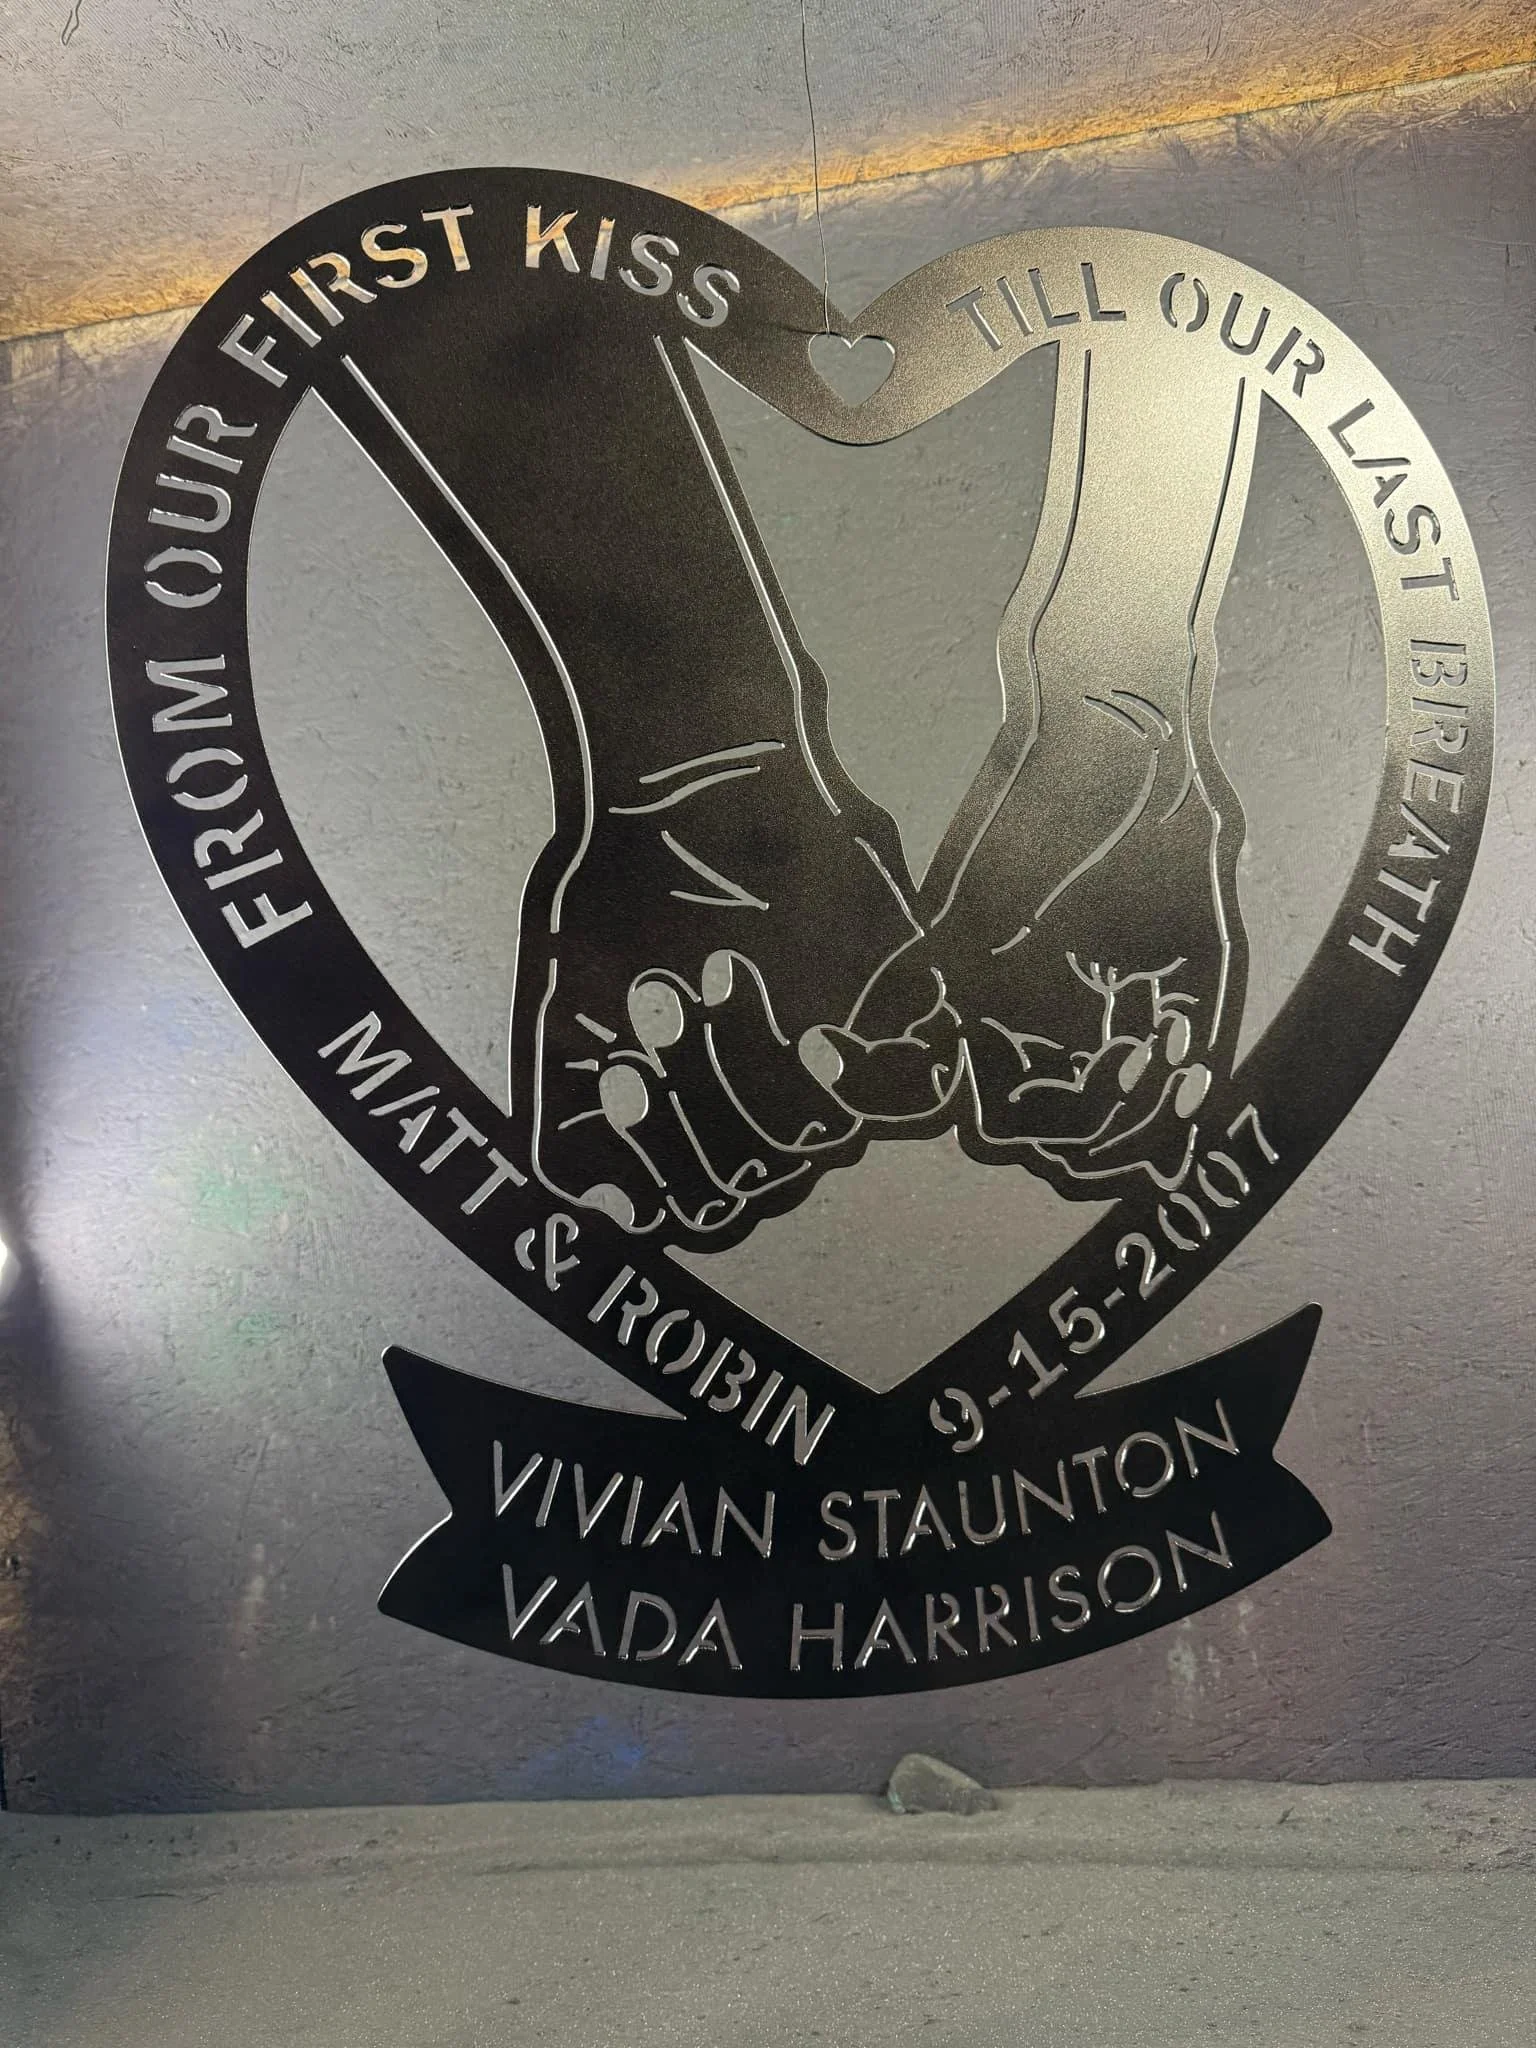 FROM OUR FIRST KISS
TILL OUR LAST BREATH
MATT & ROBIN
9-15-2007
VIVIAN STAUNTON
VADA HARRISON